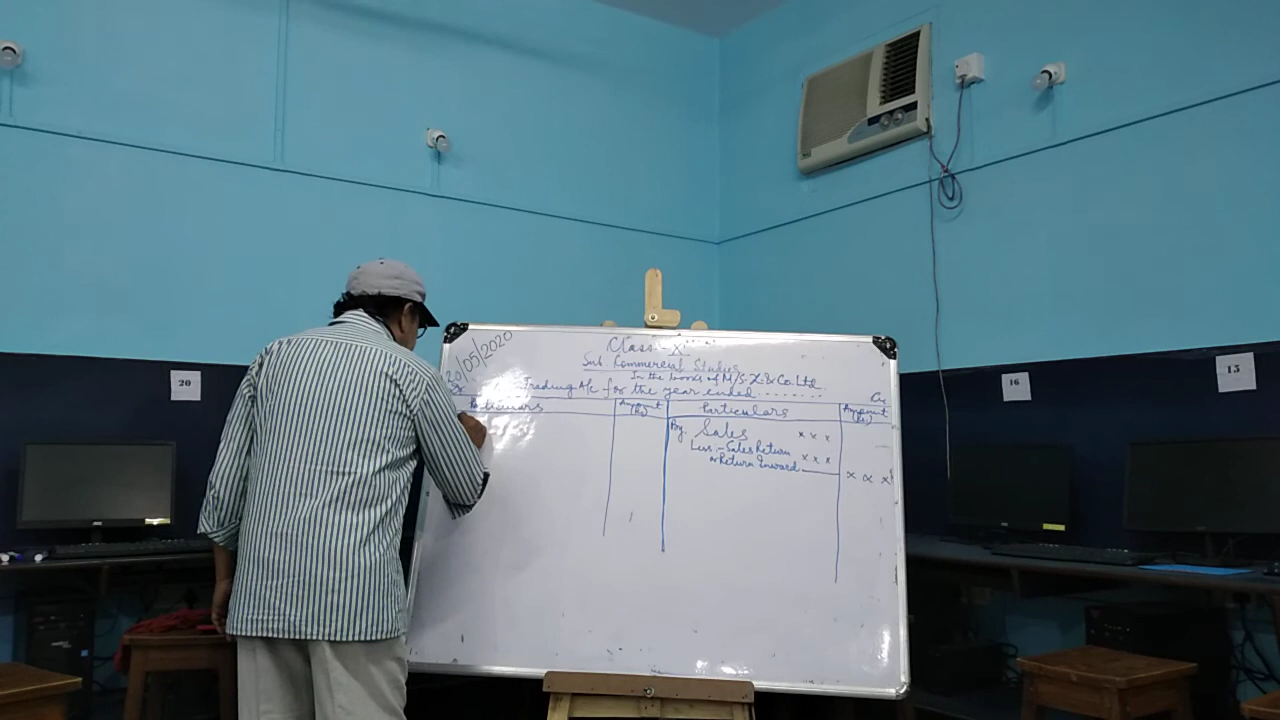 20/05/2020
Class - XI
Sub. Commercial Studies
In the books of M/S. X & Co. Ltd.
Trading A/c for the year ended........
Cr
Particulars Amount (Rs) Particulars Amount (Rs)
By. Sales x x x
Less:- Sales Return
or Return Inward x x x
x x x
20
16
15